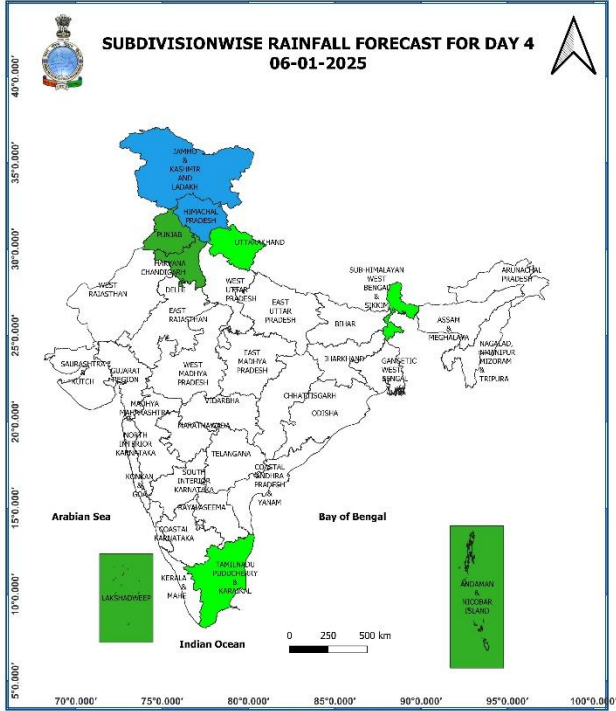 SUBDIVISIONWISE RAINFALL FORECAST FOR DAY 4
06-01-2025
40°0.000'
35°0.000'
30°0.000'
25°0.000'
20°0.000'
15°0.000'
10°0.000'
5°0.000'
JAMMU
&
KASHMIR
AND
LADAKH
HIMACHAL
PRADESH
PUNJAB
UTTARAKHAND
HARYANA
CHANDIGARH
DELHI
WEST
RAJASTHAN
WEST
UTTAR
PRADESH
EAST
RAJASTHAN
EAST
UTTAR
PRADESH
SUB-HIMALAYAN
WEST
BENGAL
&
SIKKIM
ARUNACHAL
PRADESH
BIHAR
ASSAM
&
MEGHALAYA
NAGALAD,
MANIPUR
MIZORAM
&
TRIPURA
SAURASHTRA
&
KUTCH
GUJARAT
REGION
WEST
MADHYA
PRADESH
EAST
MADHYA
PRADESH
JHARKHAND
GANGETIC
WEST
BENGAL
CHHATTISGARH
ODISHA
MADHYA
MAHARASHTRA
VIDARBHA
MARATHAWADA
NORTH
INTERIOR
KARNATAKA
TELANGANA
KONKAN
&
GOA
SOUTH
INTERIOR
KARNATAKA
COASTAL
ANDHRA
PRADESH
&
YANAM
RAYALASEEMA
COASTAL
KARNATAKA
Arabian Sea
Bay of Bengal
TAMILNADU
PUDUCHERRY
&
KARAIKAL
KERALA
&
MAHE
LAKSHADWEEP
ANDAMAN
&
NICOBAR
ISLAND
Indian Ocean
0 250 500 km
70°0.000' 75°0.000' 80°0.000' 85°0.000' 90°0.000' 95°0.000' 100°0.000'